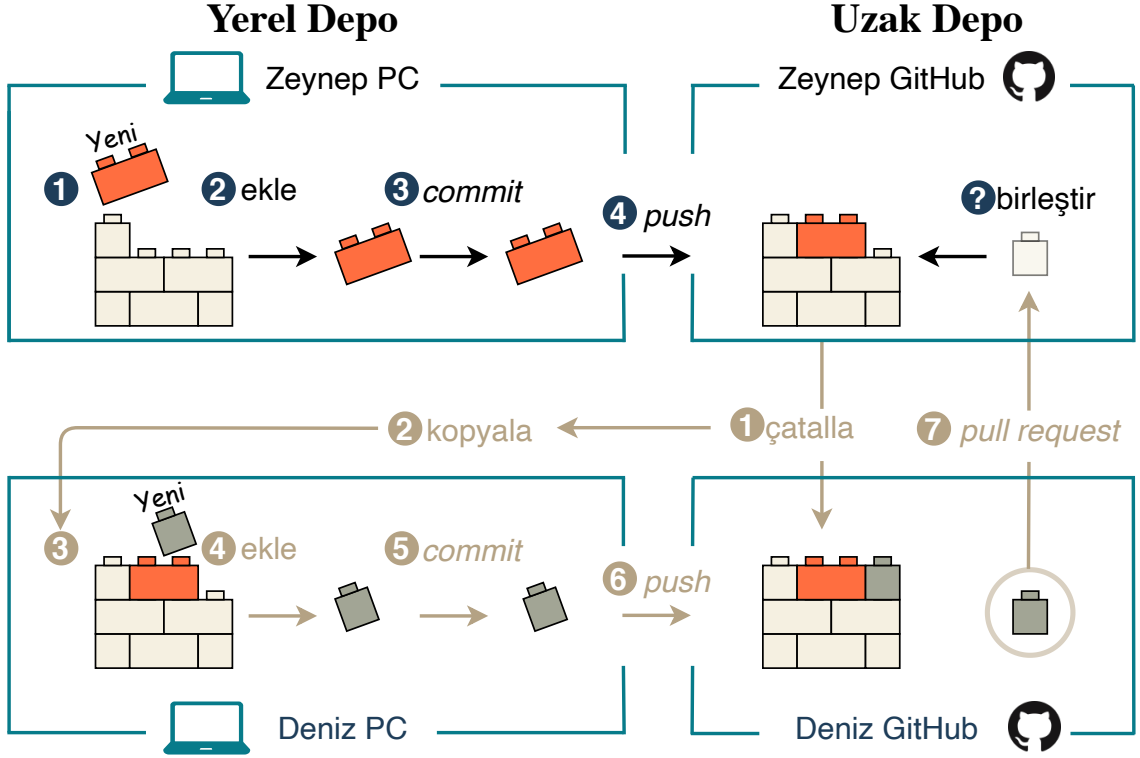 Yerel Depo
Uzak Depo
Zeynep PC
Zeynep GitHub
Yeni
1
2 ekle
3 commit
4 push
? birleştir
2 kopyala
1 çatalla
7 pull request
Yeni
3
4 ekle
5 commit
6 push
Deniz PC
Deniz GitHub